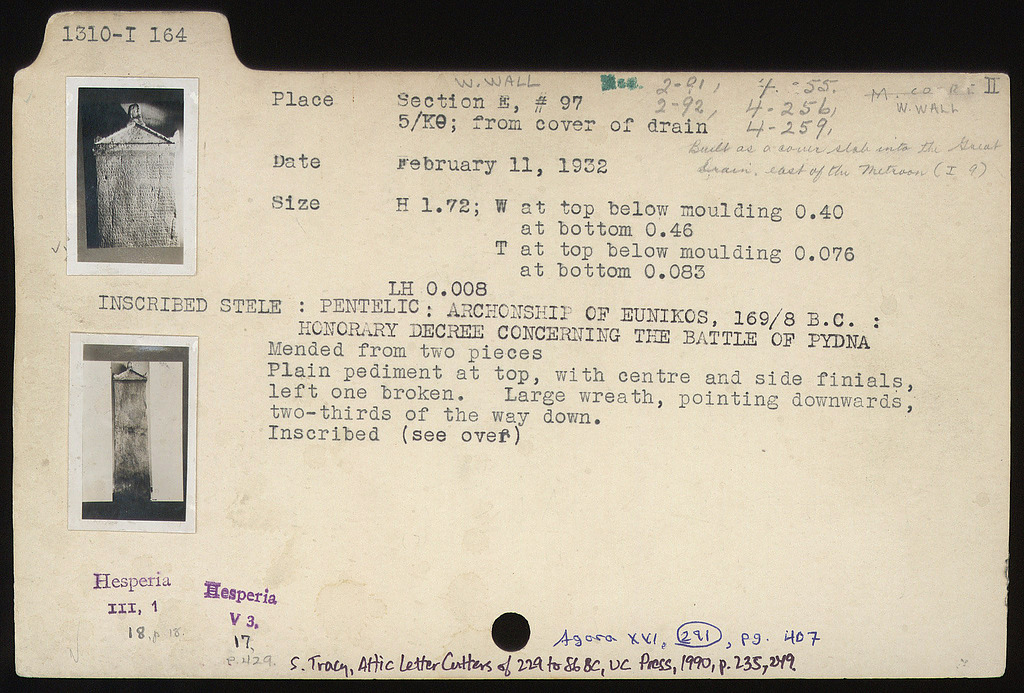 1310-I 164
W. WALL
2-91, 4. -55.
II
Place Section E, # 97
2-92, 4-256,
W. WALL
5/KΘ; from cover of drain
4-259,
Built as a cover slab into the Great
Drain, east of the Metroon (I 9)
Date February 11, 1932
Size H 1.72; W at top below moulding 0.40
at bottom 0.46
T at top below moulding 0.076
at bottom 0.083
LH 0.008
INSCRIBED STELE : PENTELIC: ARCHONSHIP OF EUNIKOS, 169/8 B.C. :
HONORARY DECREE CONCERNING THE BATTLE OF PYDNA
Mended from two pieces
Plain pediment at top, with centre and side finials,
left one broken. Large wreath, pointing downwards,
two-thirds of the way down.
Inscribed (see over)
Hesperia
III, 1
18, p. 18.
Hesperia
V 3,
17,
p. 429.
Agora XVI, 291, pg. 407
S. Tracy, Attic Letter Cutters of 229 to 86 BC, UC Press, 1990, p. 235, 249.